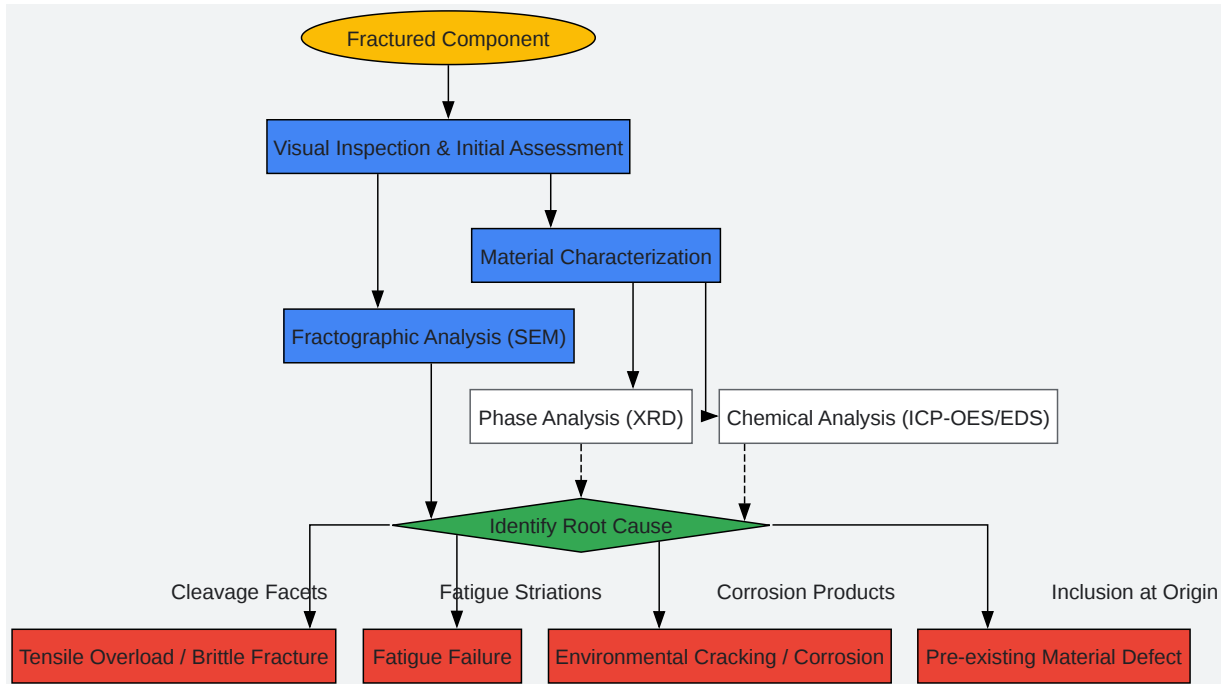 Fractured Component
Visual Inspection & Initial Assessment
Material Characterization
Fractographic Analysis (SEM)
Phase Analysis (XRD)
Chemical Analysis (ICP-OES/EDS)
Identify Root Cause
Cleavage Facets
Fatigue Striations
Corrosion Products
Inclusion at Origin
Tensile Overload / Brittle Fracture
Fatigue Failure
Environmental Cracking / Corrosion
Pre-existing Material Defect